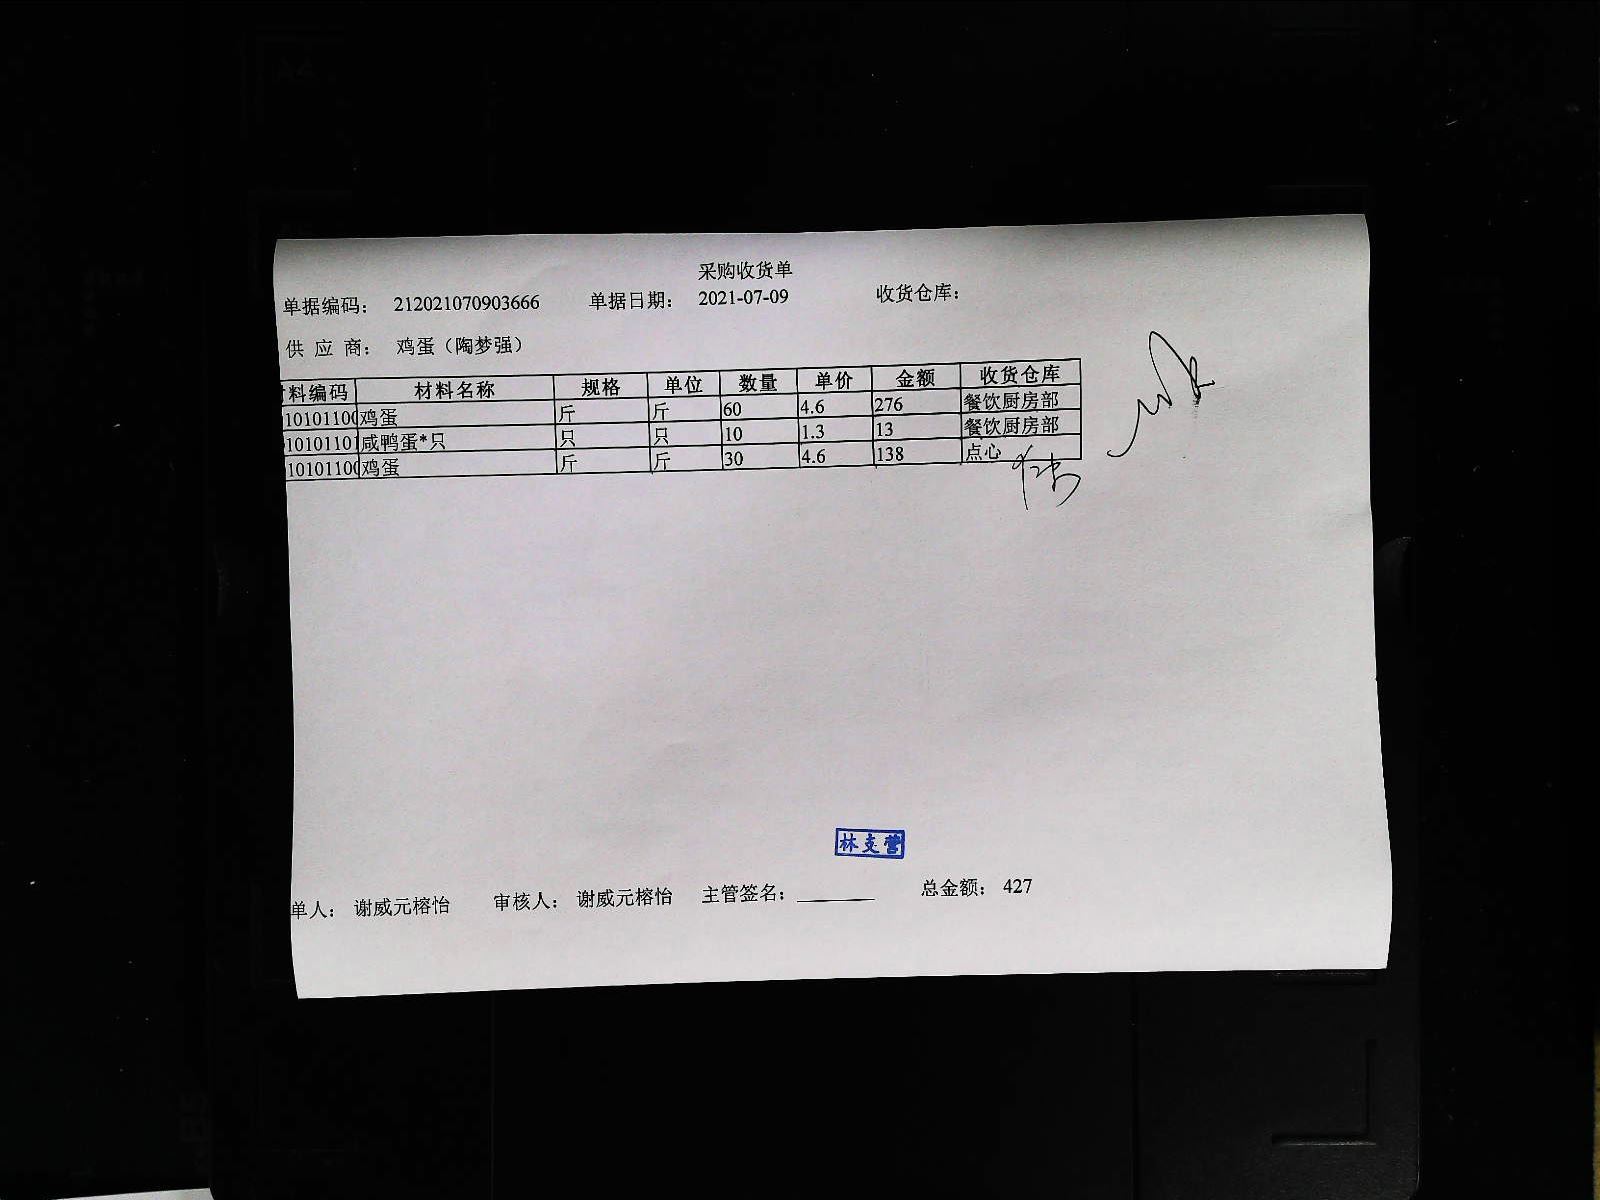 采购收货单
单据编码： 212021070903666 单据日期： 2021-07-09 收货仓库：
供 应 商： 鸡蛋（陶梦强）
料编码 材料名称 规格 单位 数量 单价 金额 收货仓库
10101100 鸡蛋 斤 斤 60 4.6 276 餐饮厨房部
10101101 咸鸭蛋*只 只 只 10 1.3 13 餐饮厨房部
10101100 鸡蛋 斤 斤 30 4.6 138 点心
林支营
单人： 谢威元榕怡 审核人： 谢威元榕怡 主管签名： 总金额： 427